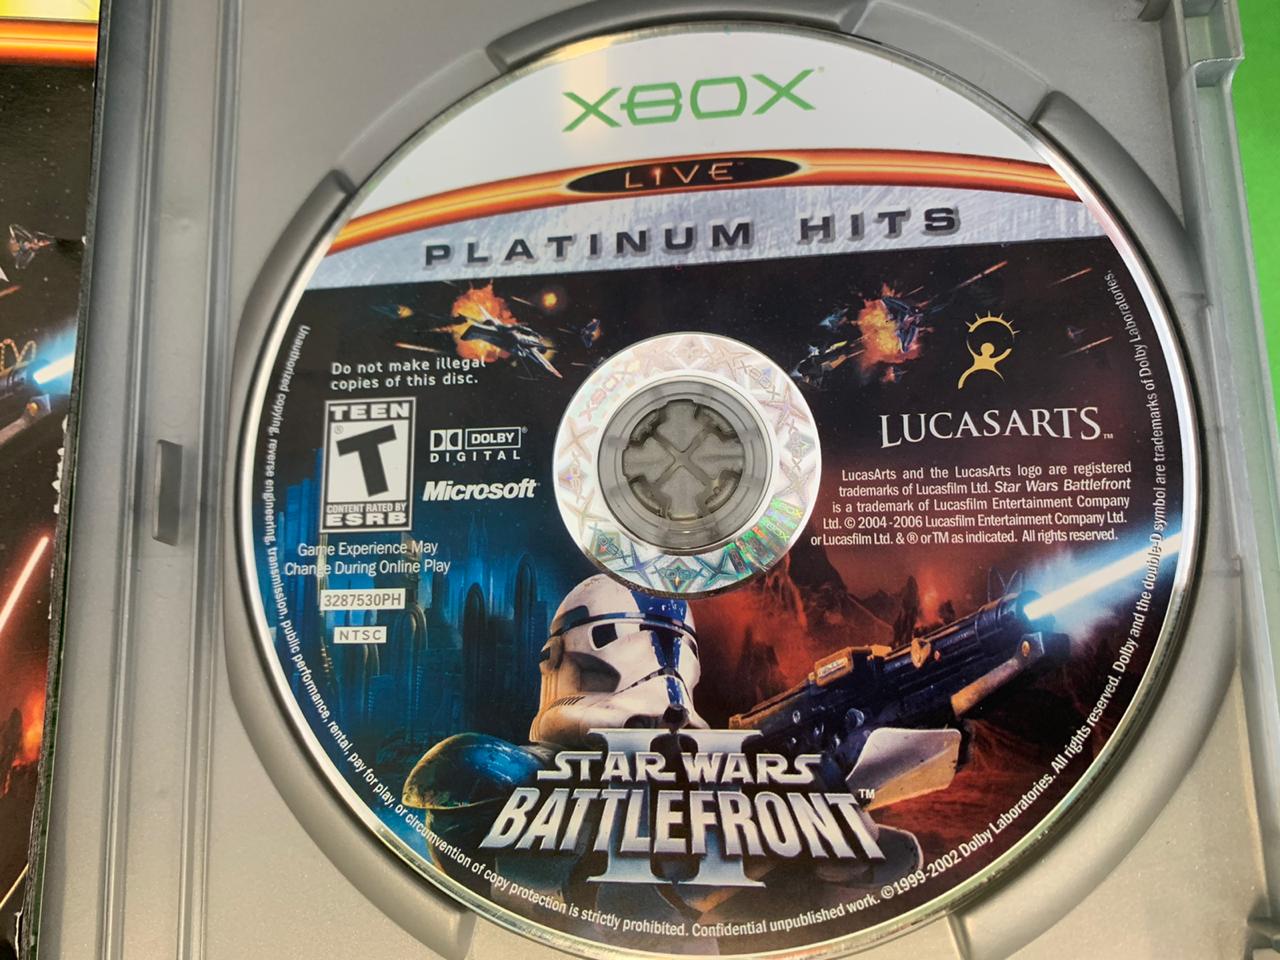 XBOX
LIVE™
PLATINUM HITS
Do not make illegal
copies of this disc.
TEEN
T
®
CONTENT RATED BY
ESRB
DOLBY®
DIGITAL
Microsoft®
Game Experience May
Change During Online Play
3287530PH
NTSC
LUCASARTS™
LucasArts and the LucasArts logo are registered
trademarks of Lucasfilm Ltd. Star Wars Battlefront
is a trademark of Lucasfilm Entertainment Company
Ltd. © 2004-2006 Lucasfilm Entertainment Company Ltd.
or Lucasfilm Ltd. & ® or TM as indicated. All rights reserved.
STAR WARS
BATTLEFRONT™
II
Unauthorized copying, reverse engineering, transmission, public performance, rental, pay for play, or circumvention of copy protection is strictly prohibited. Confidential unpublished work. ©1999-2002 Dolby Laboratories. All rights reserved. Dolby and the double-D symbol are trademarks of Dolby Laboratories.